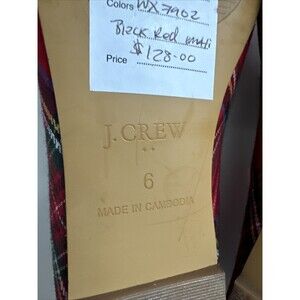 Colors WX7902
Black Red multi
Price $128.00
J.CREW
6
MADE IN CAMBODIA